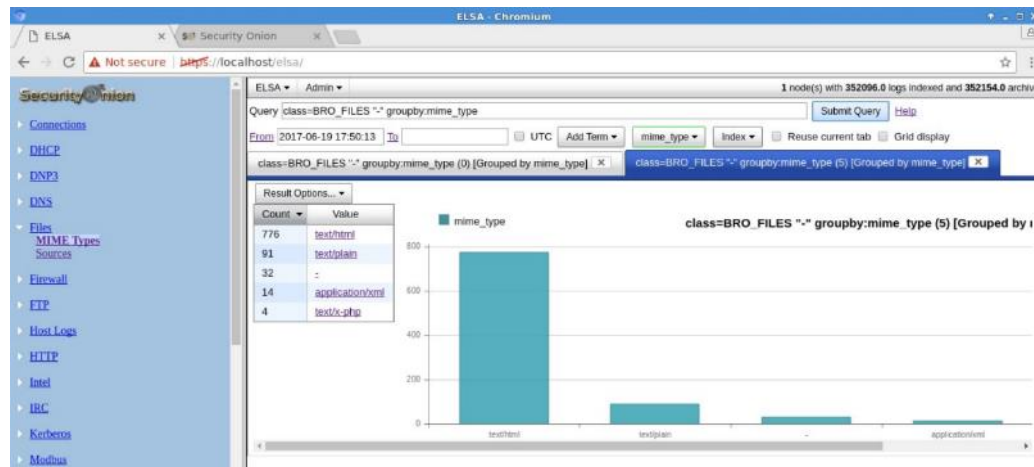 ELSA - Chromium
ELSA
Security Onion
Not secure
https://localhost/elsa/
Security Onion
Connections
DHCP
DNP3
DNS
Files
MIME Types
Sources
Firewall
FTP
Host Logs
HTTP
Intel
IRC
Kerberos
Modbus
ELSA Admin 1 node(s) with 352096.0 logs indexed and 352154.0 archiv
Query class=BRO_FILES "-" groupby:mime_type Submit Query Help
From 2017-06-19 17:50:13 To UTC Add Term mime_type Index Reuse current tab Grid display
class=BRO_FILES "-" groupby:mime_type (0) [Grouped by mime_type] class=BRO_FILES "-" groupby:mime_type (5) [Grouped by mime_type]
Result Options...
Count Value
776 text/html
91 text/plain
32 -
14 application/xml
4 text/x-php
mime_type
class=BRO_FILES "-" groupby:mime_type (5) [Grouped by
800
600
400
200
0
text/html text/plain - application/xml